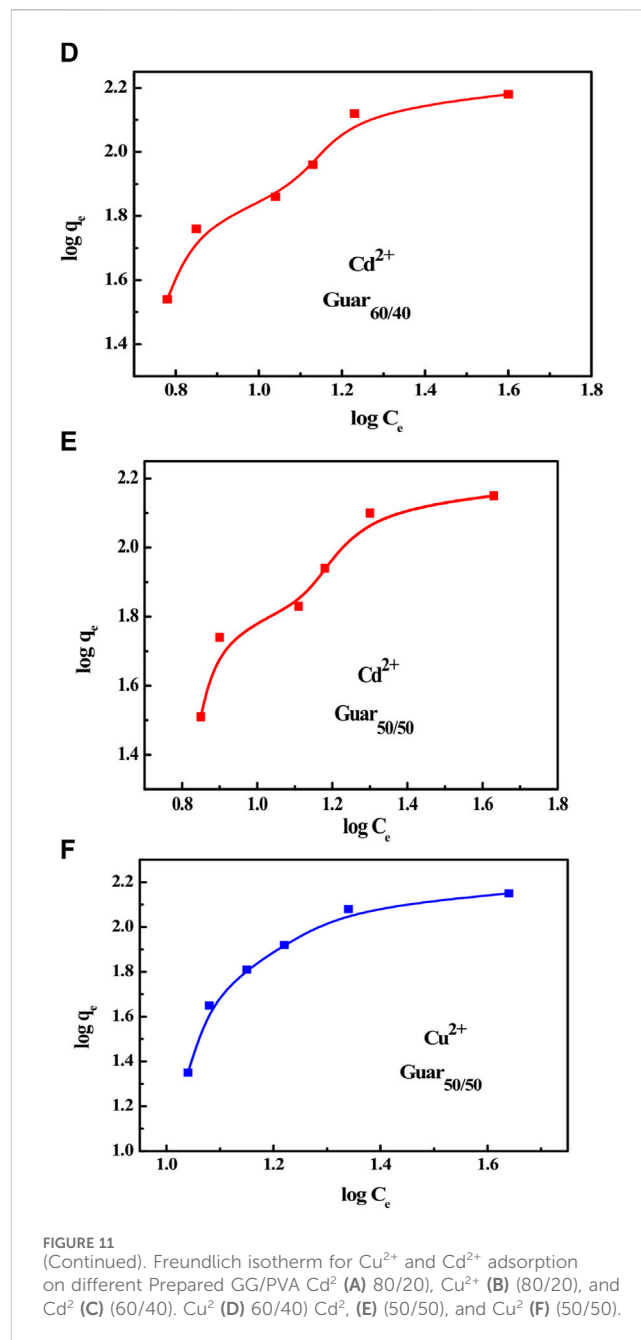 D
2.2
2.0
1.8
1.6
1.4
log qₑ
Cd²⁺
Guar₆₀/₄₀
0.8 1.0 1.2 1.4 1.6 1.8
log Cₑ
E
2.2
2.0
1.8
1.6
1.4
log qₑ
Cd²⁺
Guar₅₀/₅₀
0.8 1.0 1.2 1.4 1.6 1.8
log Cₑ
F
2.2
2.0
1.8
1.6
1.4
1.2
1.0
log qₑ
Cu²⁺
Guar₅₀/₅₀
1.0 1.2 1.4 1.6
log Cₑ
FIGURE 11
(Continued). Freundlich isotherm for Cu²⁺ and Cd²⁺ adsorption
on different Prepared GG/PVA Cd² (A) 80/20), Cu²⁺ (B) (80/20), and
Cd² (C) (60/40). Cu² (D) 60/40) Cd², (E) (50/50), and Cu² (F) (50/50).